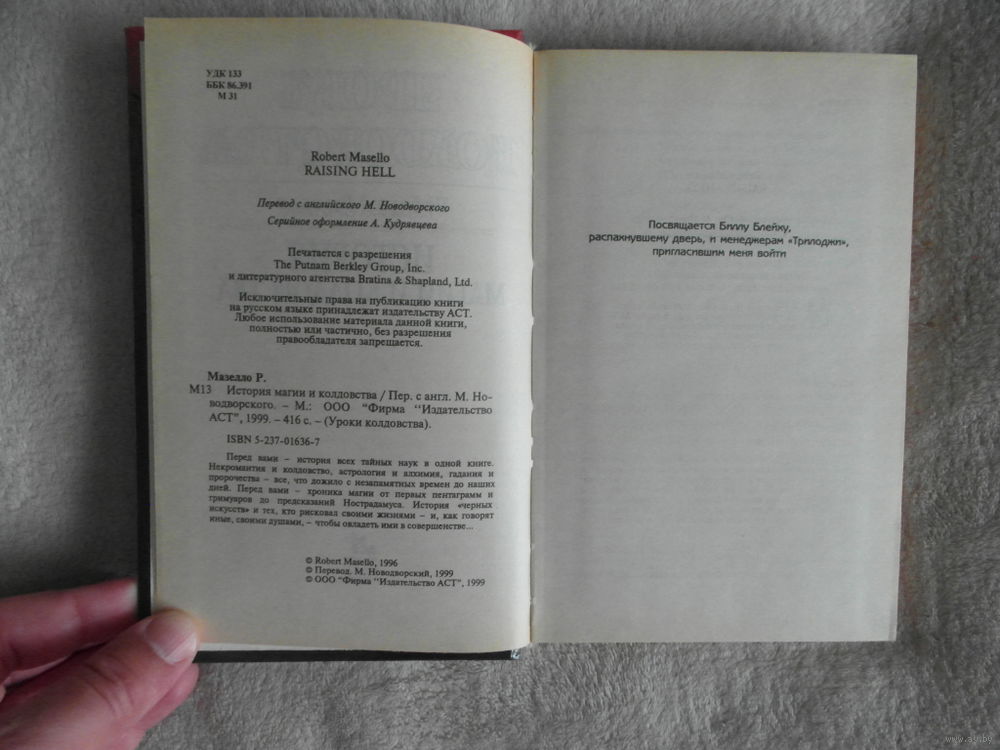 УДК 133
ББК 86.391
М 31
Robert Masello
RAISING HELL
Перевод с английского М. Новодворского
Серийное оформление А. Кудрявцева
Печатается с разрешения
The Putnam Berkley Group, Inc.
и литературного агентства Bratina & Shapland, Ltd.
Исключительные права на публикацию книги
на русском языке принадлежат издательству АСТ.
Любое использование материала данной книги,
полностью или частично, без разрешения
правообладателя запрещается.
Мазелло Р.
М13 История магии и колдовства / Пер. с англ. М. Но-
водворского. – М.: ООО "Фирма "Издательство
АСТ", 1999. – 416 с. – (Уроки колдовства).
ISBN 5-237-01636-7
Перед вами – история всех тайных наук в одной книге.
Некромантия и колдовство, астрология и алхимия, гадания и
пророчества – все, что дожило с незапамятных времен до наших
дней. Перед вами – хроника магии от первых пентаграмм и
гримуаров до предсказаний Нострадамуса. История «черных
искусств» и тех, кто рисковал своими жизнями – и, как говорят
иные, своими душами, – чтобы овладеть ими в совершенстве...
© Robert Masello, 1996
© Перевод. М. Новодворский, 1999
© ООО "Фирма "Издательство АСТ", 1999
Посвящается Биллу Блейку,
распахнувшему дверь, и менеджерам «Трилоджи»,
пригласившим меня войти
www.ay.by